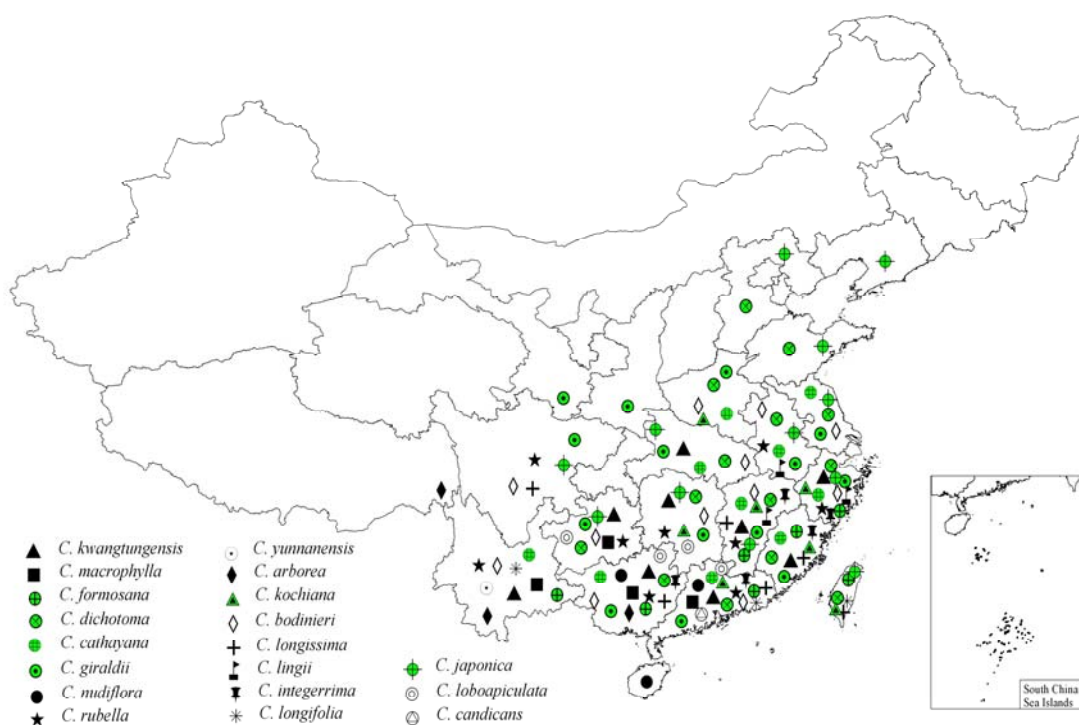 C. kwangtungensis
C. macrophylla
C. formosana
C. dichotoma
C. cathayana
C. giraldii
C. nudiflora
C. rubella
C. yunnanensis
C. arborea
C. kochiana
C. bodinieri
C. longissima
C. lingii
C. integerrima
C. longifolia
C. japonica
C. loboapiculata
C. candicans
South China
Sea Islands